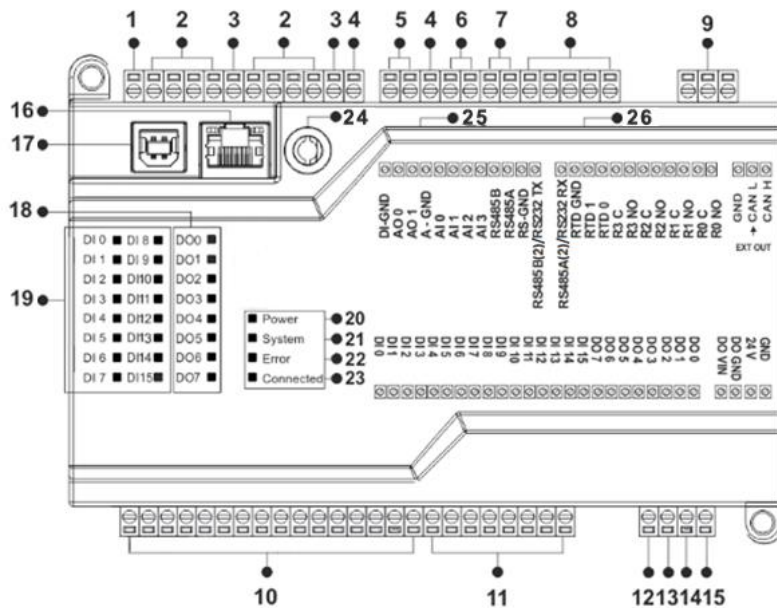 1 2 3 2 3 4 5 4 6 7 8 9
16
17
24 25 26
18
19
DI 0 DI 8 DO0
DI 1 DI 9 DO1
DI 2 DI10 DO2
DI 3 DI11 DO3
DI 4 DI12 DO4
DI 5 DI13 DO5
DI 6 DI14 DO6
DI 7 DI15 DO7
Power 20
System 21
Error 22
Connected 23
DI-GND
AO 0
AO 1
A - GND
AI 0
AI 1
AI 2
AI 3
RS485B
RS485A
RS-GND
RS485B(2)/RS232 TX
RS485A(2)/RS232 RX
RTD GND
RTD 1
RTD 0
R3 C
R3 NO
R2 C
R2 NO
R1 C
R1 NO
R0 C
R0 NO
GND
CAN L
CAN H
EXT OUT
DI 0
DI 1
DI 2
DI 3
DI 4
DI 5
DI 6
DI 7
DI 8
DI 9
DI 10
DI 11
DI 12
DI 13
DI 14
DI 15
DO 7
DO 6
DO 5
DO 4
DO 3
DO 2
DO 1
DO 0
DO VIN
DO GND
24 V
GND
10 11 12 13 14 15